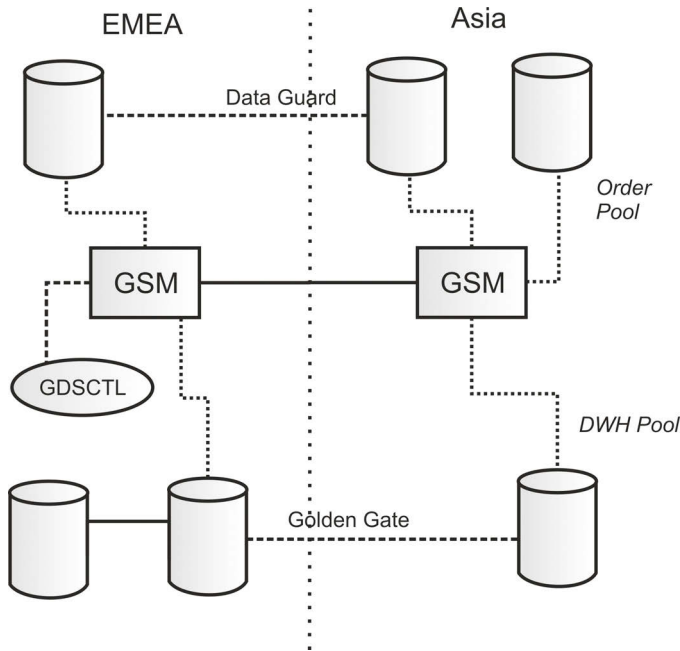 EMEA
Asia
Data Guard
Order
Pool
GSM
GSM
GDSCTL
DWH Pool
Golden Gate